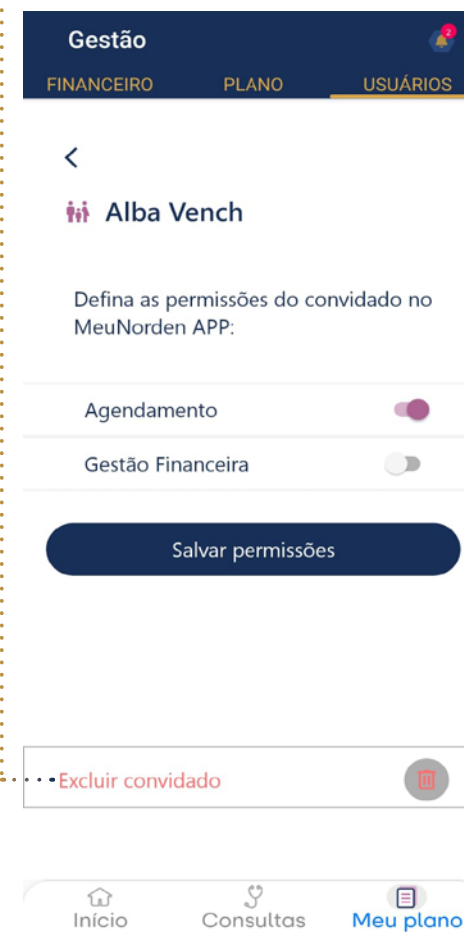 Gestão
2
FINANCEIRO PLANO USUÁRIOS
Alba Vench
Defina as permissões do convidado no
MeuNorden APP:
Agendamento
Gestão Financeira
Salvar permissões
Excluir convidado
Início Consultas Meu plano